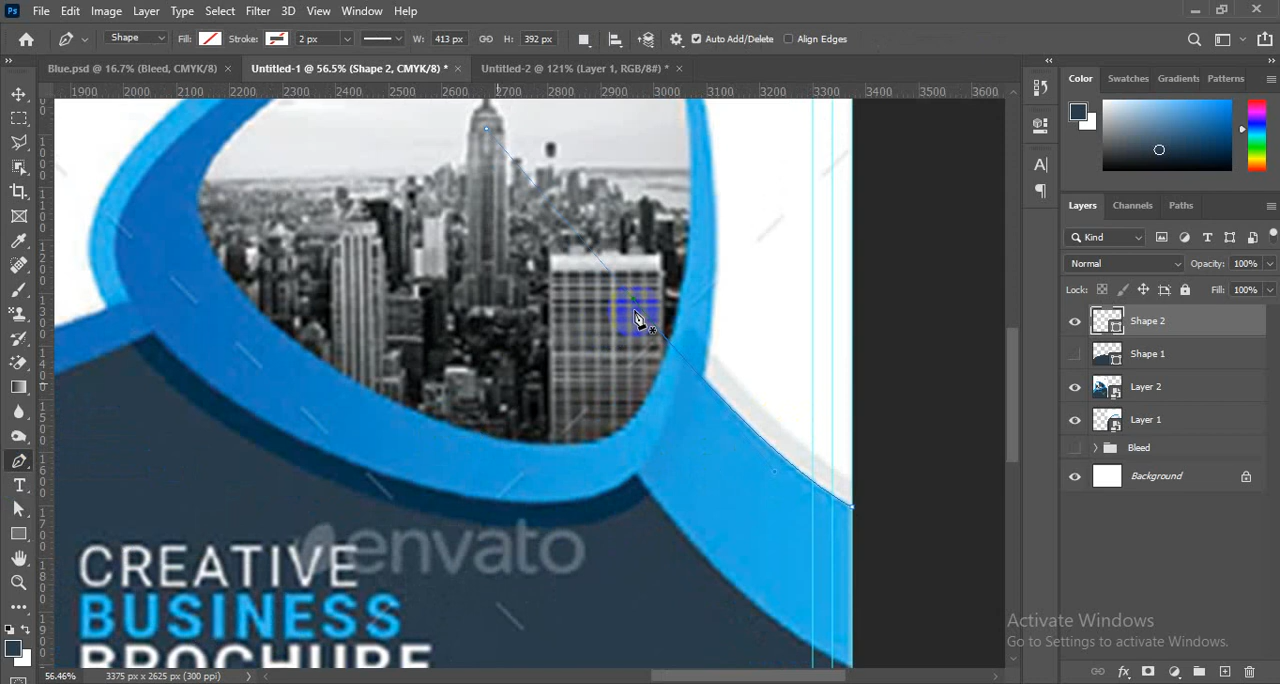 Ps File Edit Image Layer Type Select Filter 3D View Window Help
Shape Fill: Stroke: 2 px W: 413 px H: 392 px Auto Add/Delete Align Edges
Blue.psd @ 16.7% (Bleed, CMYK/8) × Untitled-1 @ 56.5% (Shape 2, CMYK/8) * × Untitled-2 @ 121% (Layer 1, RGB/8#) * ×
1900 2000 2100 2200 2300 2400 2500 2600 2700 2800 2900 3000 3100 3200 3300 3400 3500 3600
Color Swatches Gradients Patterns
Layers Channels Paths
Kind
Normal Opacity: 100%
Lock: Fill: 100%
Shape 2
Shape 1
Layer 2
Layer 1
Bleed
Background
envato
CREATIVE
BUSINESS
BROCHURE
Activate Windows
Go to Settings to activate Windows.
56.46% 3375 px x 2625 px (300 ppi)